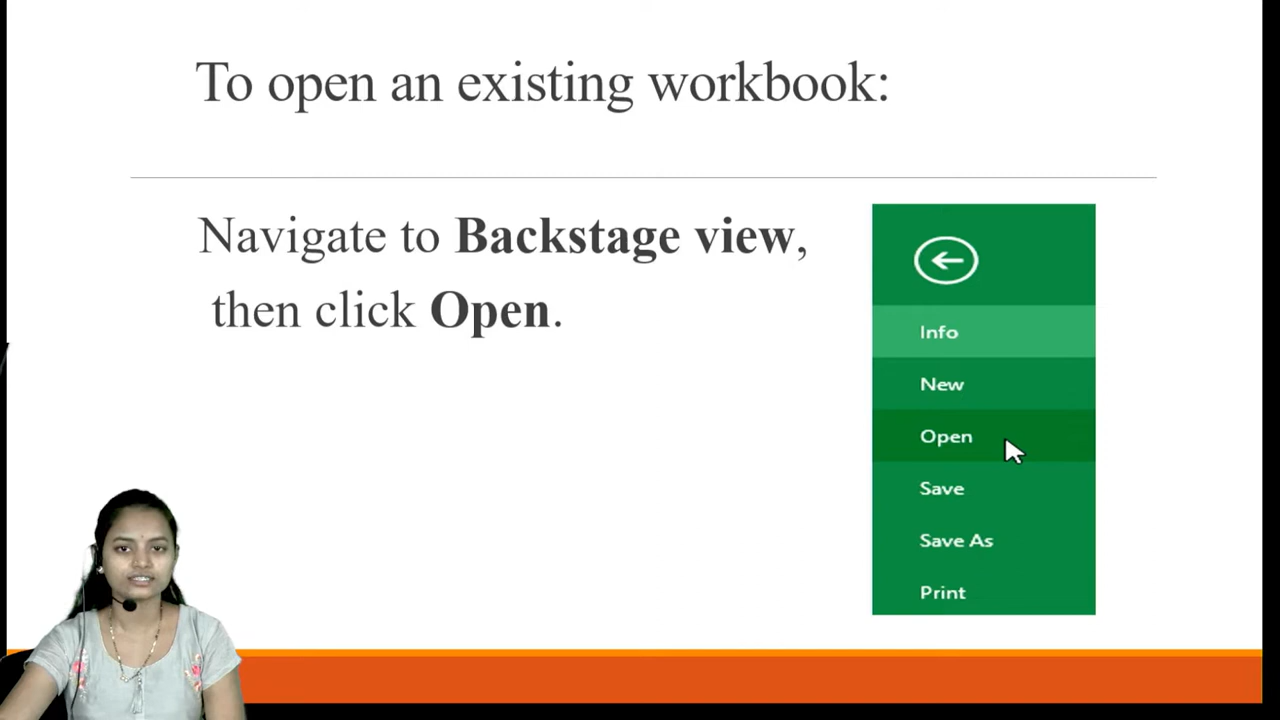 To open an existing workbook:
Navigate to Backstage view,
then click Open.
Info
New
Open
Save
Save As
Print